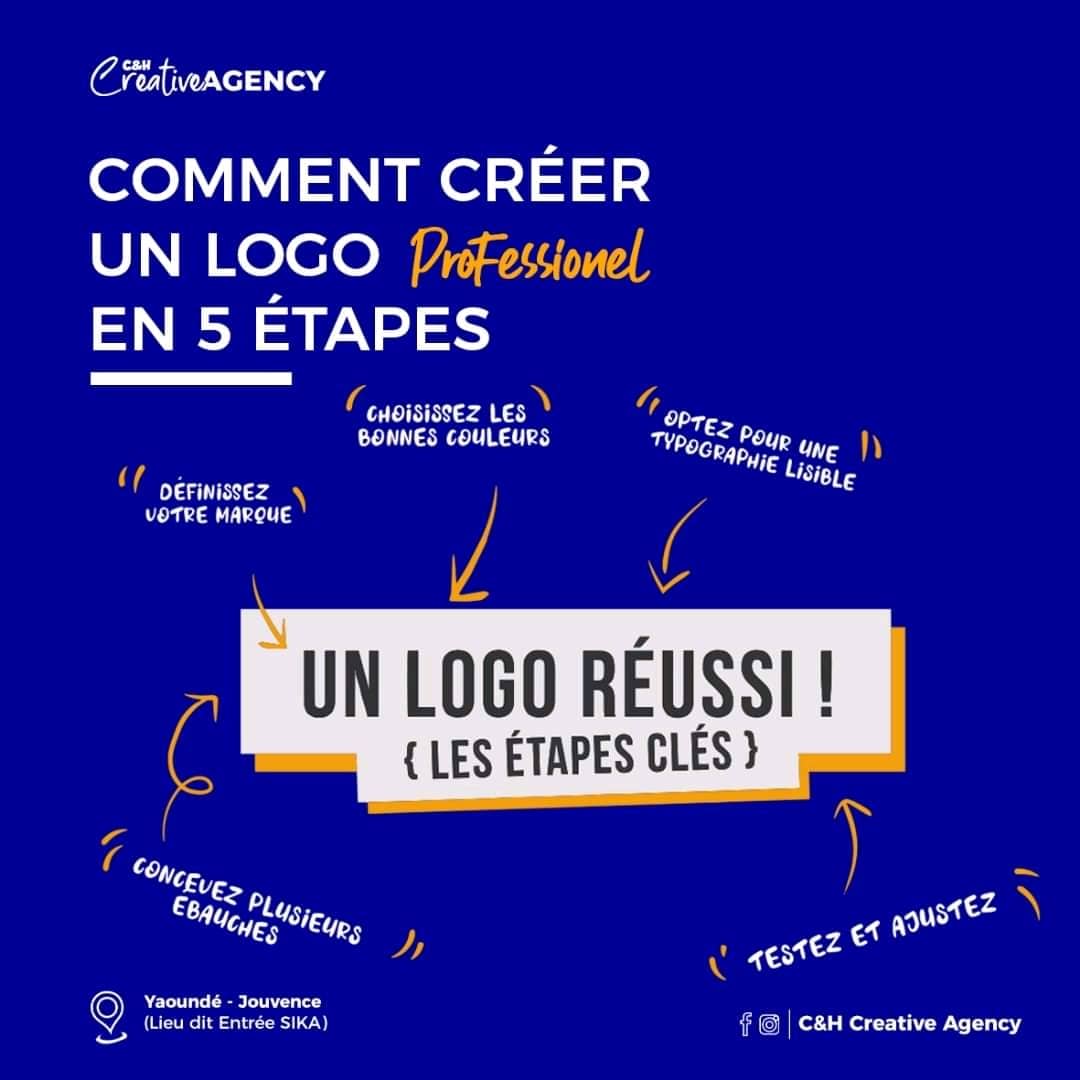 C&H
CreativeAGENCY
COMMENT CRÉER
UN LOGO ProFessionel
EN 5 ÉTAPES
CHOISISSEZ LES
BONNES COULEURS
OPTEZ POUR UNE
TYPOGRAPHIE LISIBLE
DÉFINISSEZ
VOTRE MARQUE
UN LOGO RÉUSSI !
{ LES ÉTAPES CLÉS }
CONCEVEZ PLUSIEURS
EBAUCHES
TESTEZ ET AJUSTEZ
Yaoundé - Jouvence
(Lieu dit Entrée SIKA)
C&H Creative Agency